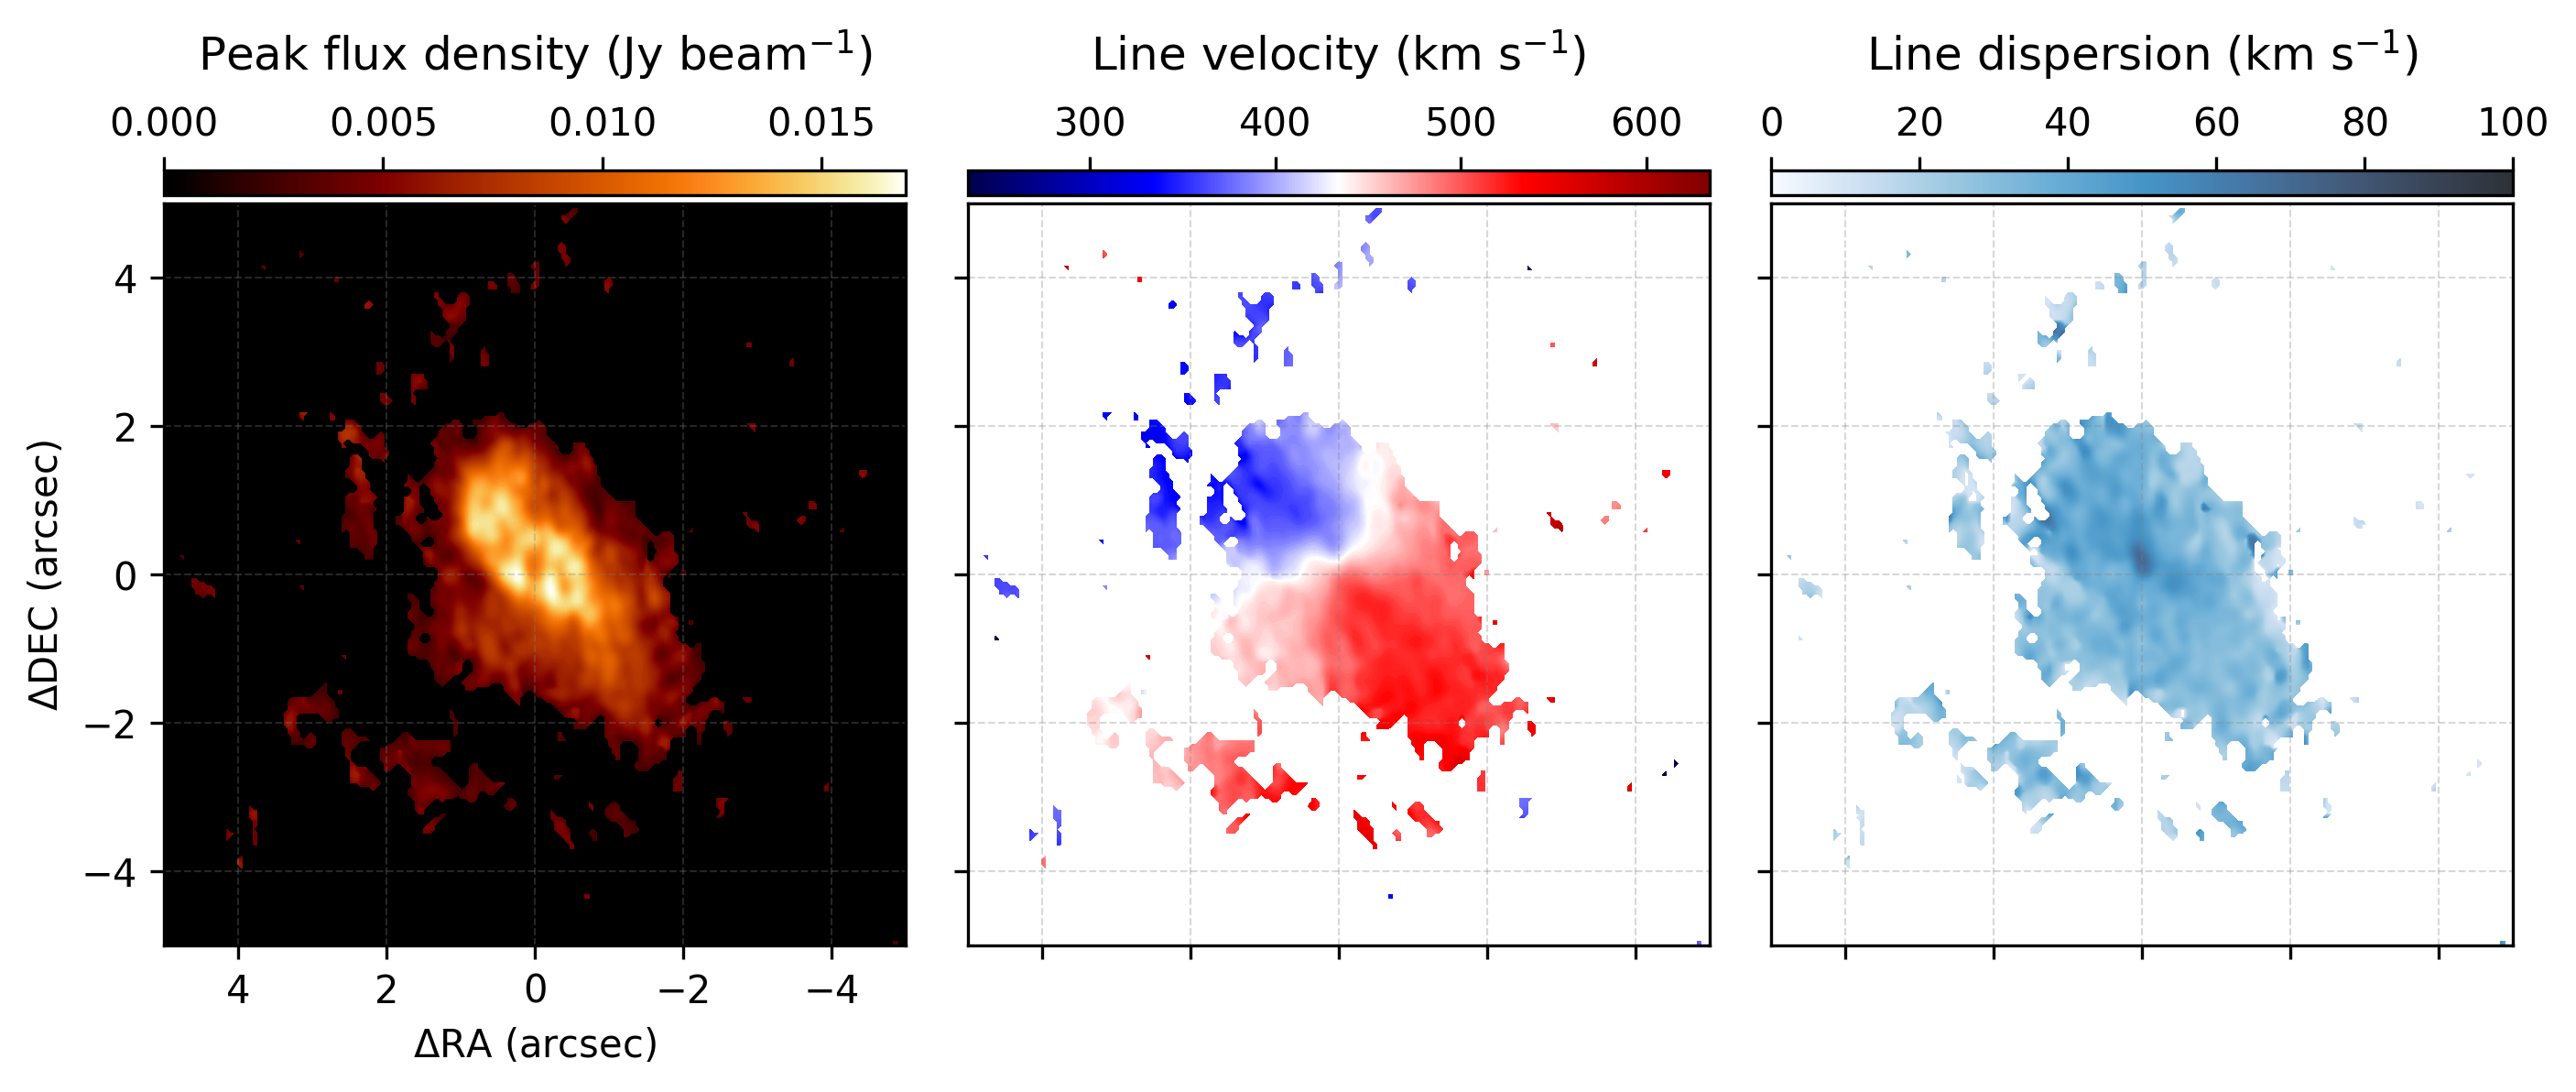 Peak flux density (Jy beam⁻¹) Line velocity (km s⁻¹) Line dispersion (km s⁻¹)
0.000 0.005 0.010 0.015 300 400 500 600 0 20 40 60 80 100
4
2
0
−2
−4
ΔDEC (arcsec)
4 2 0 −2 −4
ΔRA (arcsec)